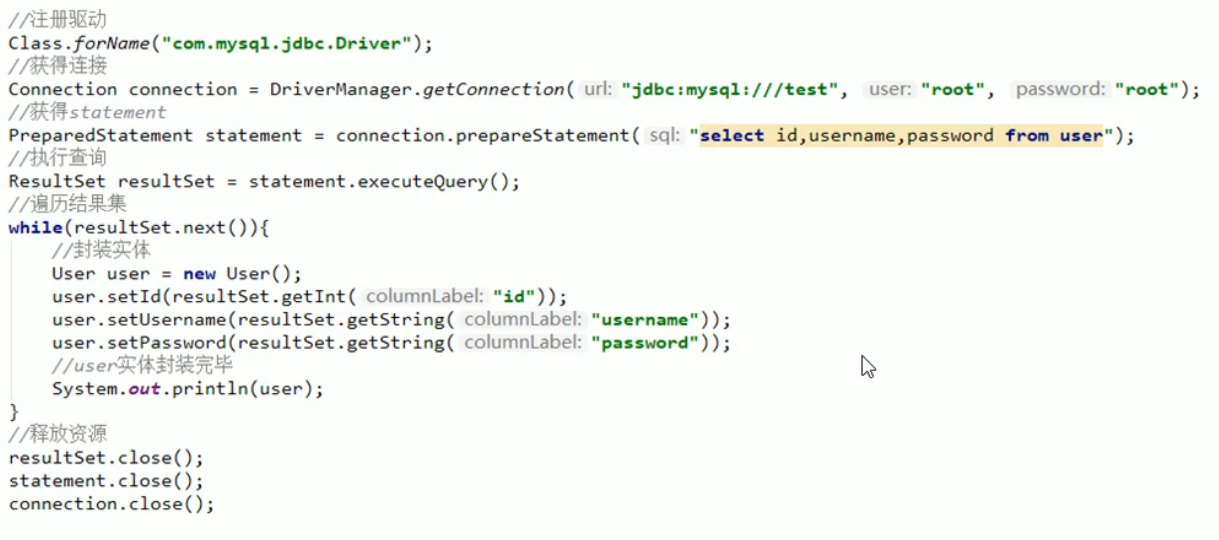 //注册驱动
Class.forName("com.mysql.jdbc.Driver");
//获得连接
Connection connection = DriverManager.getConnection( url: "jdbc:mysql:///test", user: "root", password: "root");
//获得statement
PreparedStatement statement = connection.prepareStatement( sql: "select id,username,password from user");
//执行查询
ResultSet resultSet = statement.executeQuery();
//遍历结果集
while(resultSet.next()){
    //封装实体
    User user = new User();
    user.setId(resultSet.getInt( columnLabel: "id"));
    user.setUsername(resultSet.getString( columnLabel: "username"));
    user.setPassword(resultSet.getString( columnLabel: "password"));
    //user实体封装完毕
    System.out.println(user);
}
//释放资源
resultSet.close();
statement.close();
connection.close();